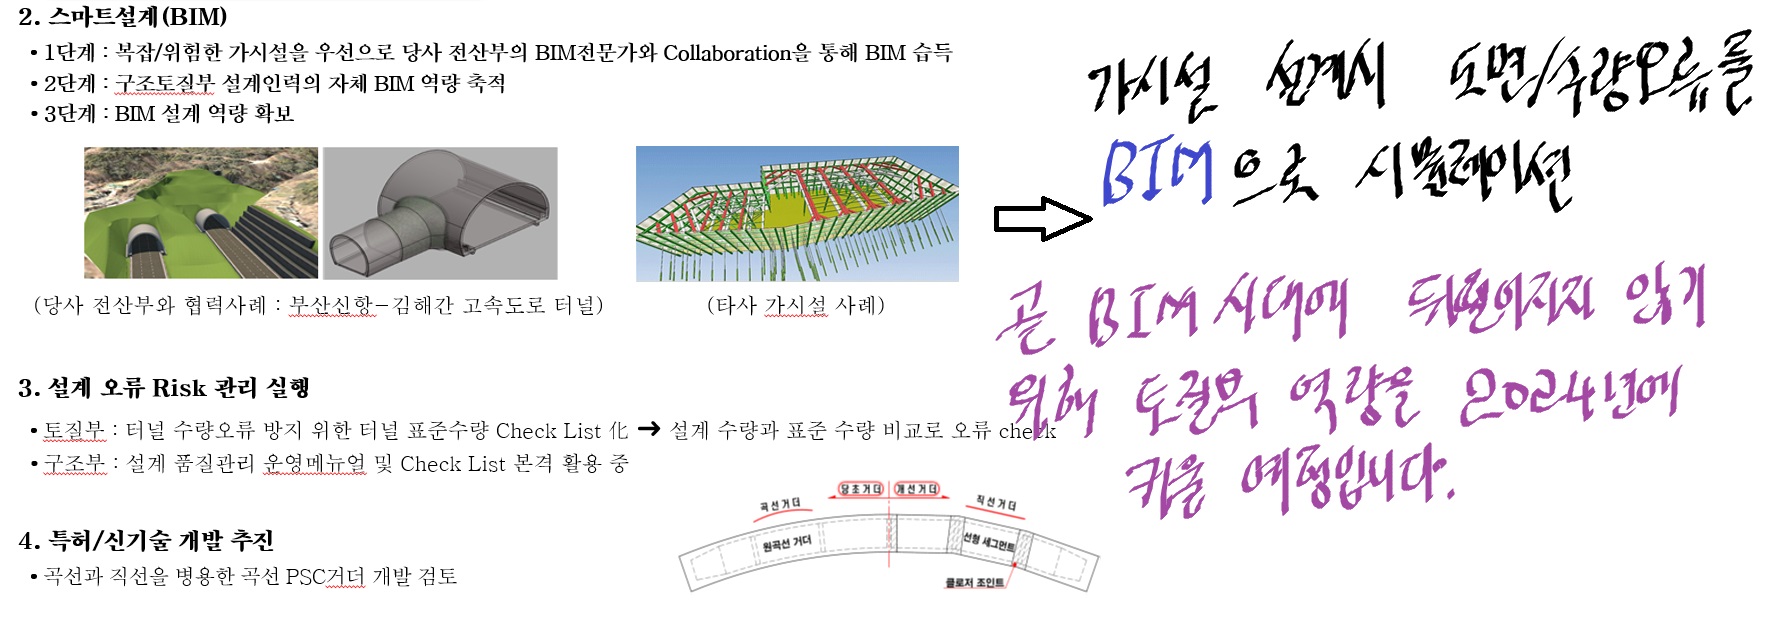 2. 스마트설계(BIM)
• 1단계 : 복잡/위험한 가시설을 우선으로 당사 전산부의 BIM전문가와 Collaboration을 통해 BIM 습득
• 2단계 : 구조토질부 설계인력의 자체 BIM 역량 축적
• 3단계 : BIM 설계 역량 확보
가시설 설계시 도면/수량오류를
BIM으로 시뮬레이션
(당사 전산부와 협력사례 : 부산신항-김해간 고속도로 터널)
(타사 가시설 사례)
곧 BIM시대에 뒤떨어지지 않기
위해 토질부 역량을 2024년에
키울 예정입니다.
3. 설계 오류 Risk 관리 실행
• 토질부 : 터널 수량오류 방지 위한 터널 표준수량 Check List 化 ➜ 설계 수량과 표준 수량 비교로 오류 check
• 구조부 : 설계 품질관리 운영메뉴얼 및 Check List 본격 활용 중
4. 특허/신기술 개발 추진
• 곡선과 직선을 병용한 곡선 PSC거더 개발 검토
당초거더 개선거더
곡선거더 직선거더
원곡선 거더 선형 세그먼트
클로저 조인트